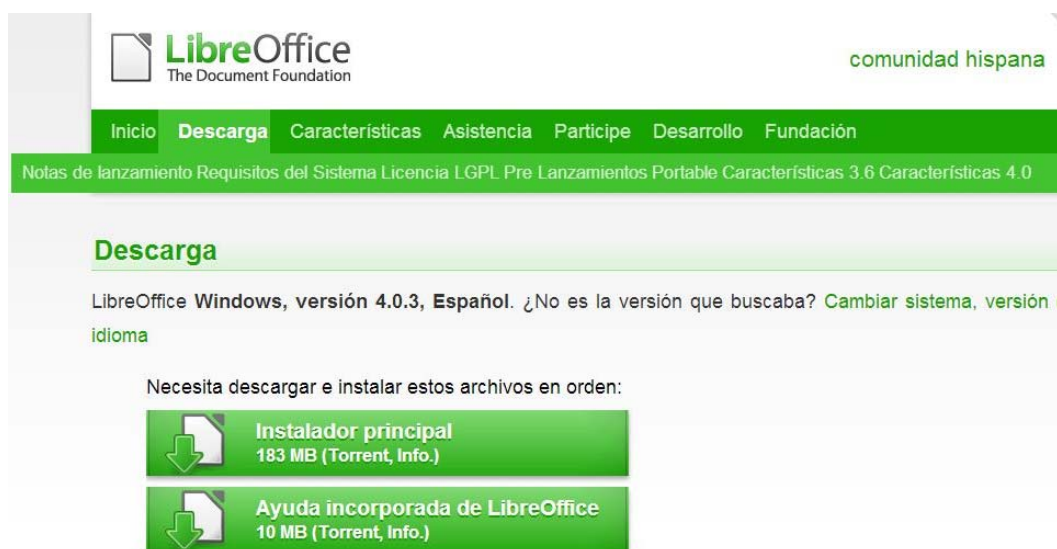 LibreOffice
The Document Foundation
comunidad hispana
Inicio Descarga Características Asistencia Participe Desarrollo Fundación
Notas de lanzamiento Requisitos del Sistema Licencia LGPL Pre Lanzamientos Portable Características 3.6 Características 4.0
Descarga
LibreOffice Windows, versión 4.0.3, Español. ¿No es la versión que buscaba? Cambiar sistema, versión
idioma
Necesita descargar e instalar estos archivos en orden:
Instalador principal
183 MB (Torrent, Info.)
Ayuda incorporada de LibreOffice
10 MB (Torrent, Info.)